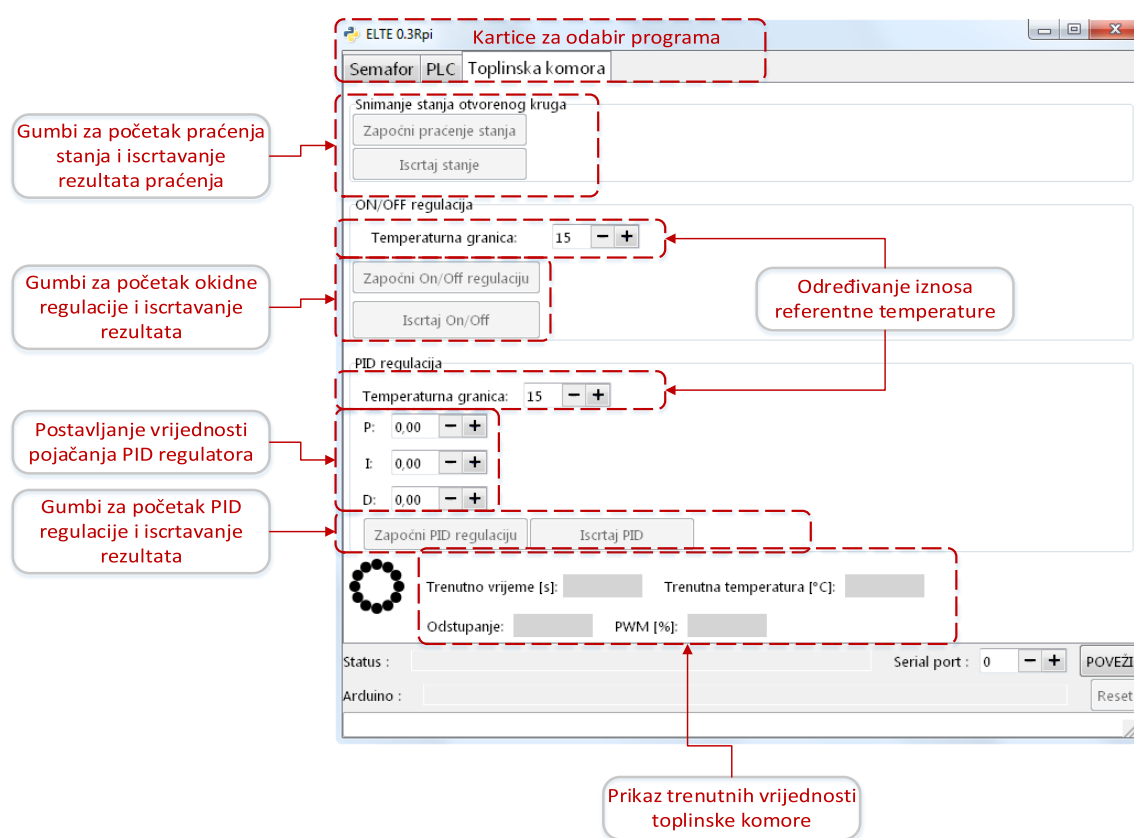 ELTE 0.3Rpi
Kartice za odabir programa
Semafor PLC Toplinska komora
Snimanje stanja otvorenog kruga
Započni praćenje stanja
Iscrtaj stanje
Gumbi za početak praćenja
stanja i iscrtavanje
rezultata praćenja
ON/OFF regulacija
Temperaturna granica: 15
Započni On/Off regulaciju
Iscrtaj On/Off
Gumbi za početak okidne
regulacije i iscrtavanje
rezultata
Određivanje iznosa
referentne temperature
PID regulacija
Temperaturna granica: 15
P: 0,00
I: 0,00
D: 0,00
Postavljanje vrijednosti
pojačanja PID regulatora
Gumbi za početak PID
regulacije i iscrtavanje
rezultata
Započni PID regulaciju Iscrtaj PID
Trenutno vrijeme [s]: Trenutna temperatura [°C]:
Odstupanje: PWM [%]:
Status : Serial port : 0 POVEŽI
Arduino : Reset
Prikaz trenutnih vrijednosti
toplinske komore